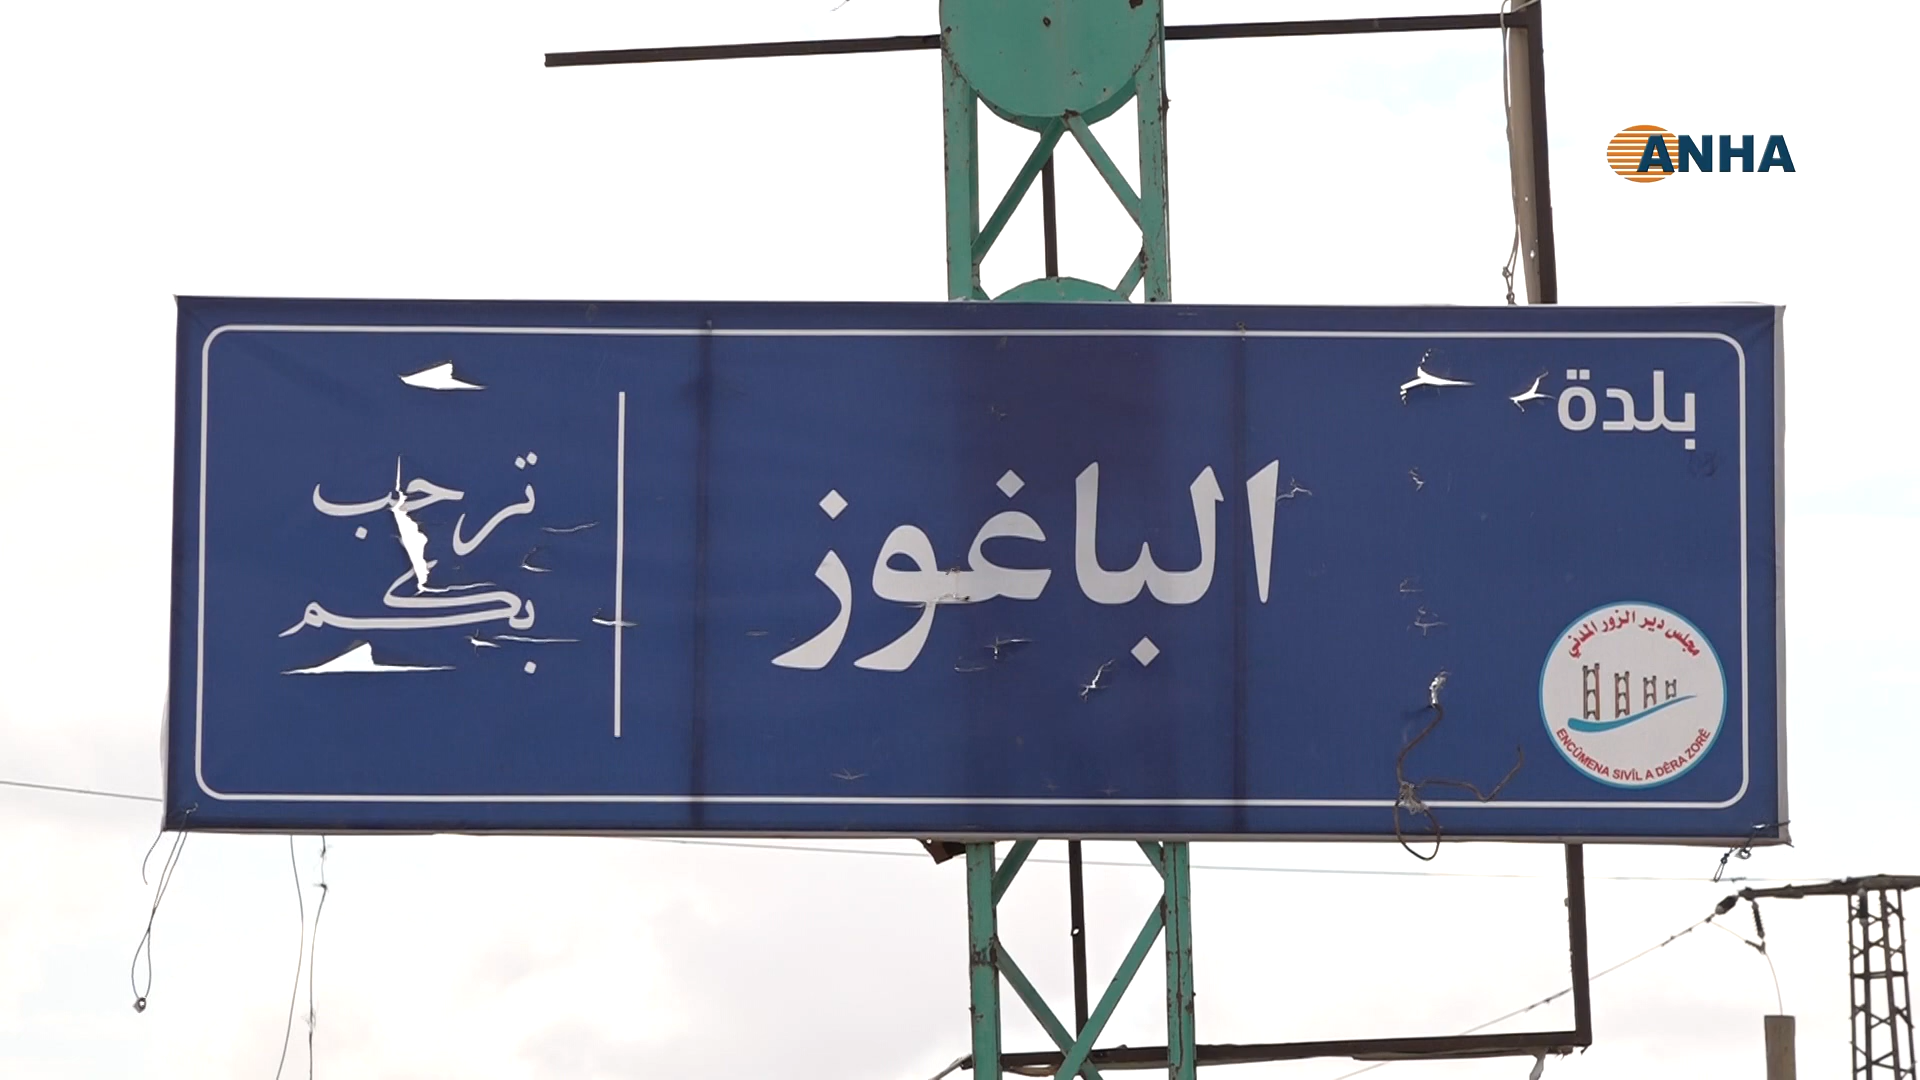 ANHA
بلدة
الباغوز
ترحب
بكم
مجلس دير الزور المدني
ENCÛMENA SIVÎL A DÊRA ZORÊ